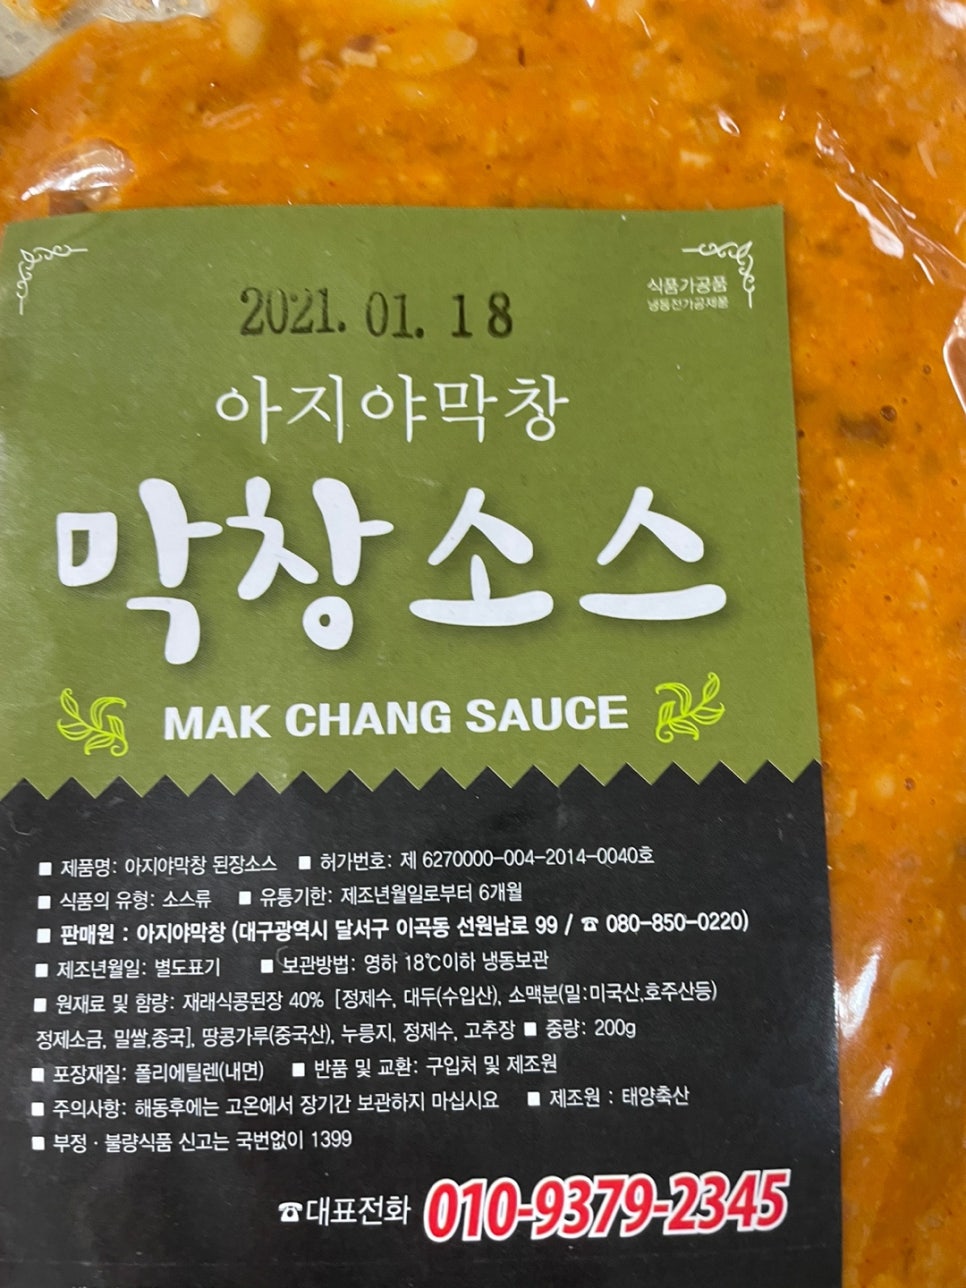 2021. 01. 18
식품가공품
냉동전가공제품
아지야막창
막창소스
MAK CHANG SAUCE
■ 제품명: 아지야막창 된장소스 ■ 허가번호: 제 6270000-004-2014-0040호
■ 식품의 유형: 소스류 ■ 유통기한: 제조년월일로부터 6개월
■ 판매원 : 아지야막창 (대구광역시 달서구 이곡동 선원남로 99 / ☎ 080-850-0220)
■ 제조년월일: 별도표기 ■ 보관방법: 영하 18℃이하 냉동보관
■ 원재료 및 함량: 재래식콩된장 40% [정제수, 대두(수입산), 소맥분(밀:미국산,호주산등)
정제소금, 밀쌀,종국], 땅콩가루(중국산), 누룽지, 정제수, 고추장 ■ 중량: 200g
■ 포장재질: 폴리에틸렌(내면) ■ 반품 및 교환: 구입처 및 제조원
■ 주의사항: 해동후에는 고온에서 장기간 보관하지 마십시요 ■ 제조원 : 태양축산
■ 부정·불량식품 신고는 국번없이 1399
☎대표전화 010-9379-2345